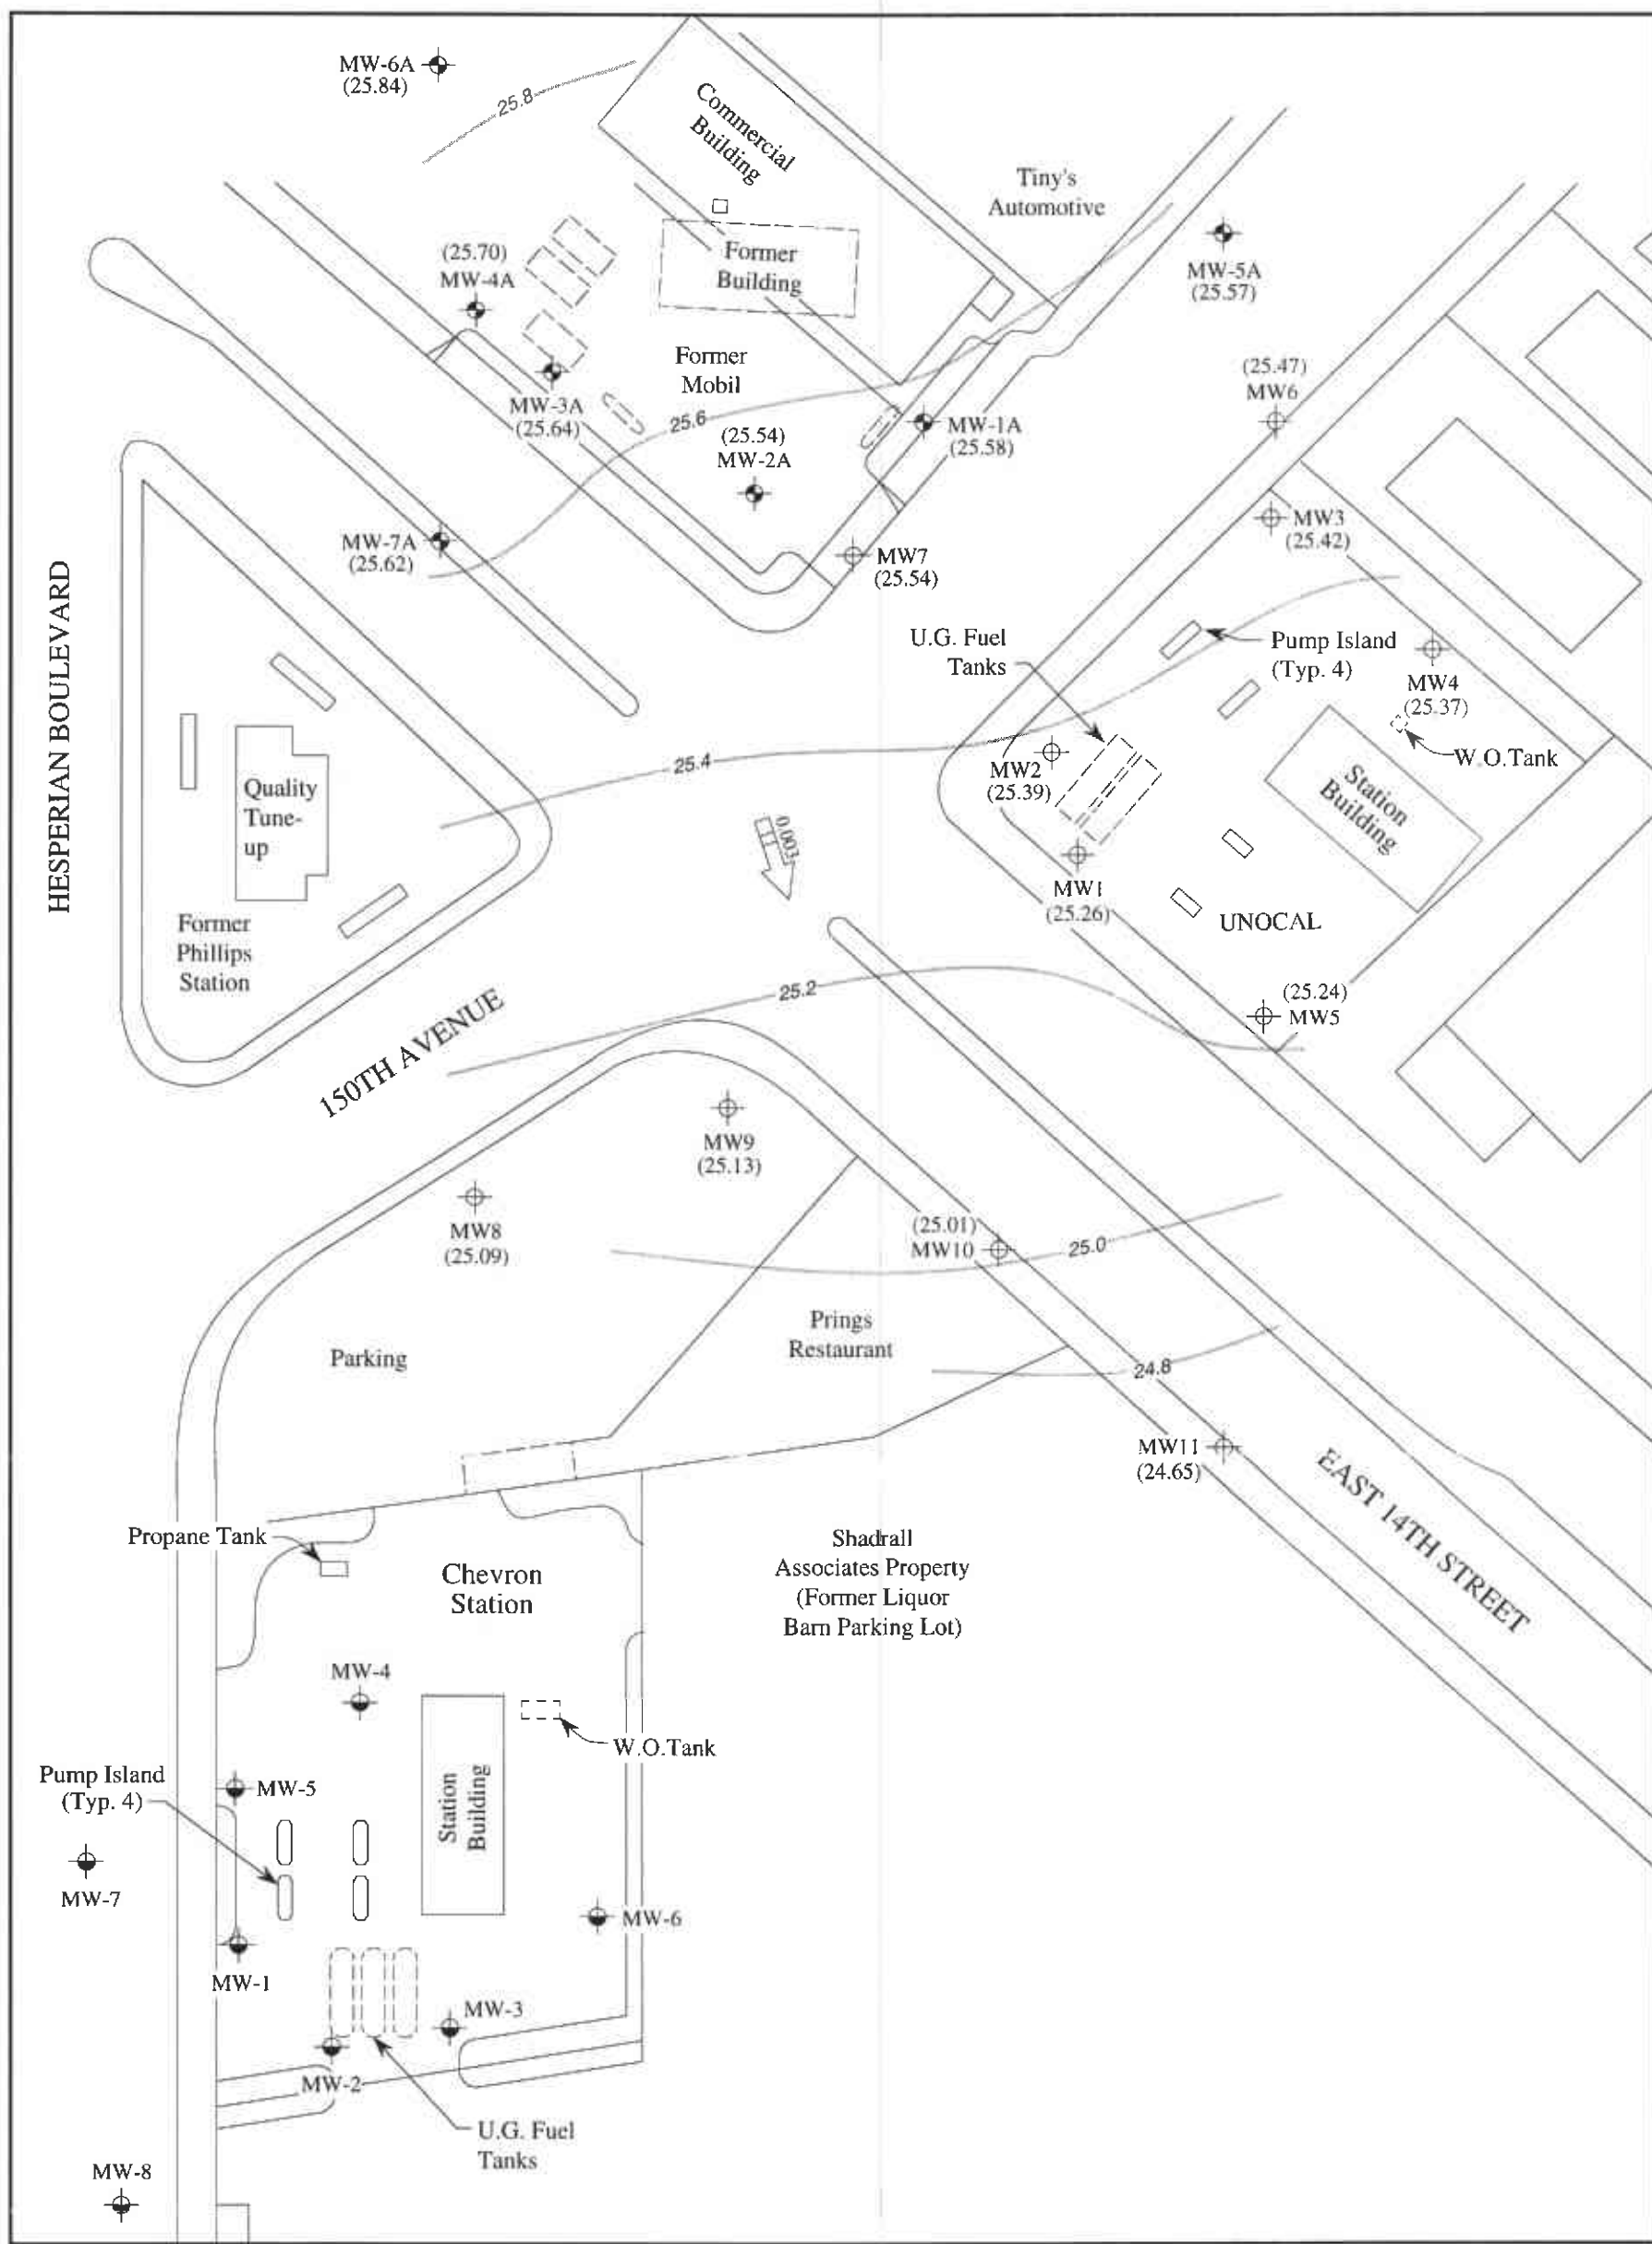 MW-6A
(25.84)
25.8
Commercial
Building
Tiny's
Automotive
(25.70)
MW-4A
Former
Building
MW-5A
(25.57)
Former
Mobil
(25.47)
MW6
MW-3A
(25.64)
25.6
(25.54)
MW-2A
MW-1A
(25.58)
MW3
(25.42)
MW-7A
(25.62)
MW7
(25.54)
HESPERIAN BOULEVARD
U.G. Fuel
Tanks
Pump Island
(Typ. 4)
MW4
(25.37)
W.O.Tank
25.4
MW2
(25.39)
Station
Building
Quality
Tune-
up
0.003
MW1
(25.26)
UNOCAL
Former
Phillips
Station
25.2
(25.24)
MW5
150TH AVENUE
MW9
(25.13)
MW8
(25.09)
(25.01)
MW10
25.0
Prings
Restaurant
Parking
24.8
MW11
(24.65)
EAST 14TH STREET
Propane Tank
Chevron
Station
Shadrall
Associates Property
(Former Liquor
Barn Parking Lot)
MW-4
W.O.Tank
Pump Island
(Typ. 4)
MW-5
Station
Building
MW-7
MW-6
MW-1
MW-3
MW-2
U.G. Fuel
Tanks
MW-8